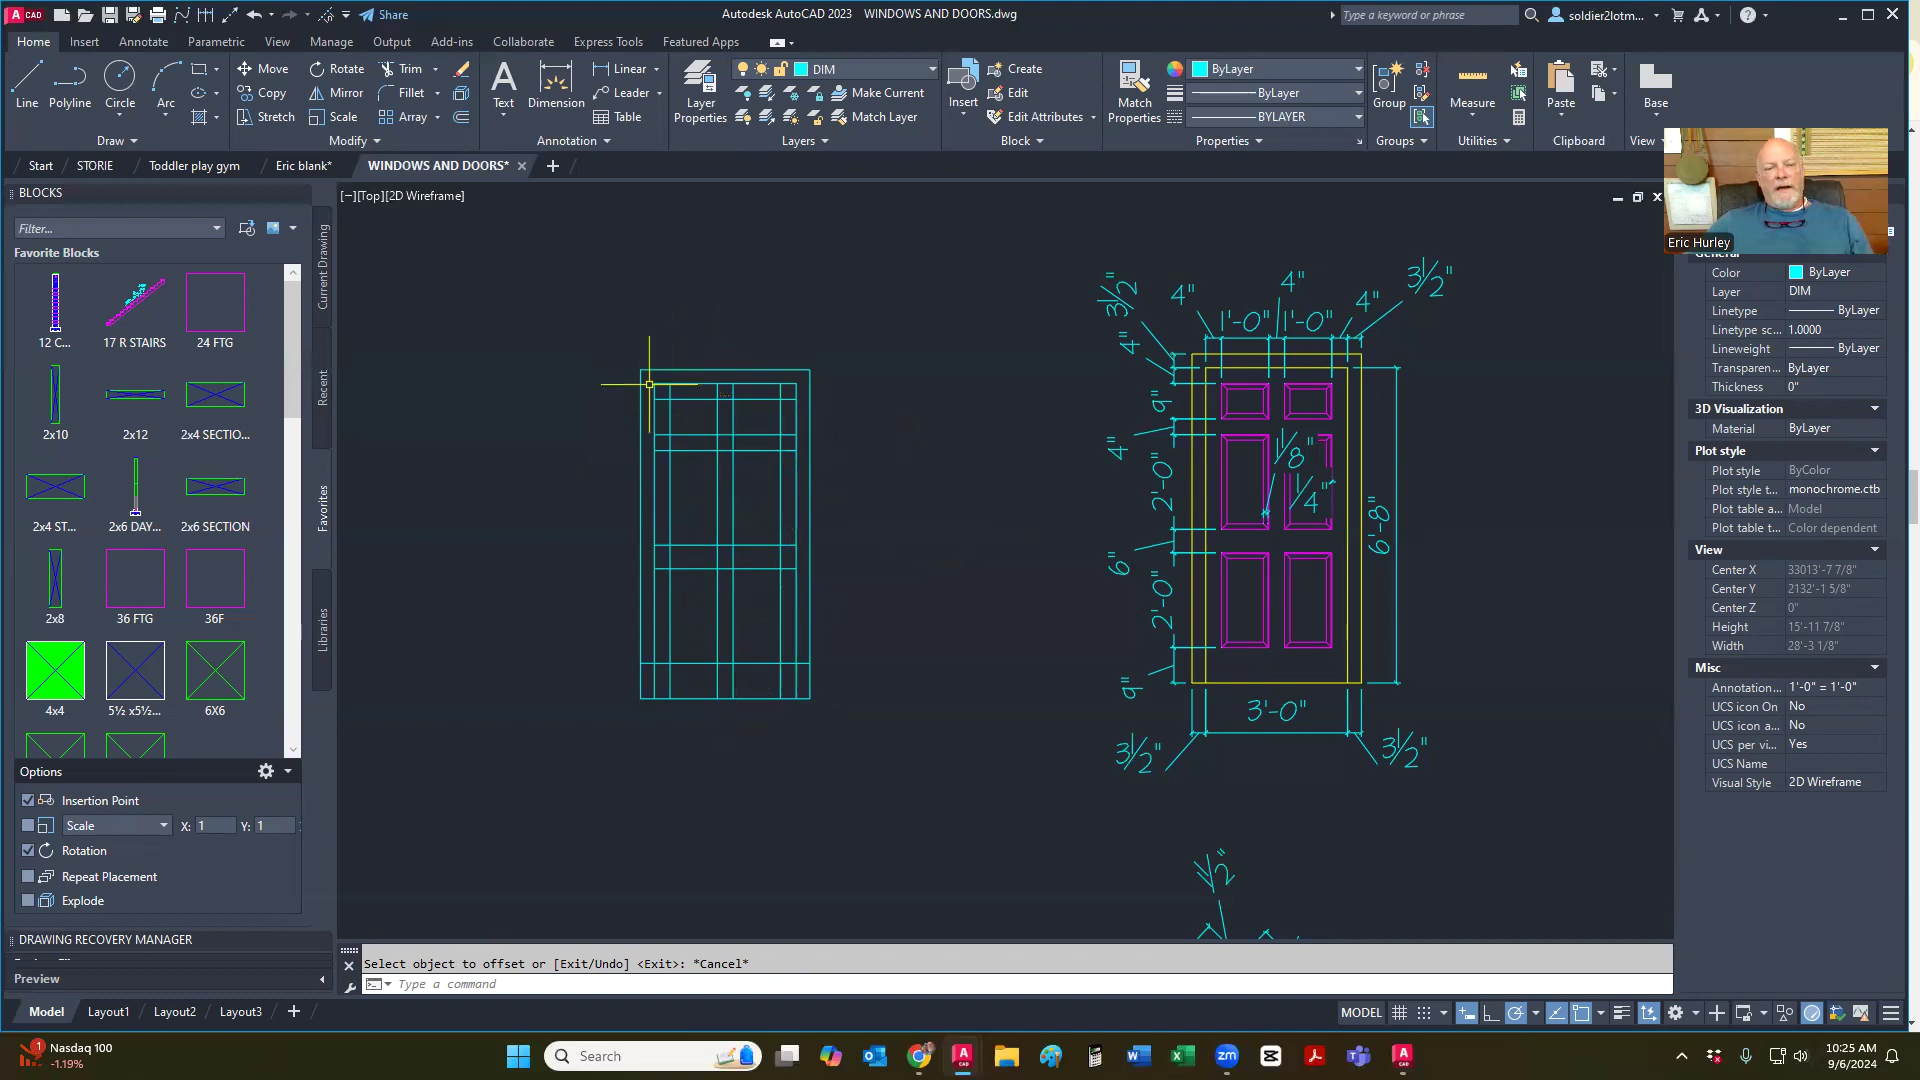 CAD
Share
Autodesk AutoCAD 2023 WINDOWS AND DOORS.dwg
Type a keyword or phrase
soldier2lotm...
Home Insert Annotate Parametric View Manage Output Add-ins Collaborate Express Tools Featured Apps
Line Polyline Circle Arc
Move Rotate Trim
Copy Mirror Fillet
Stretch Scale Array
Text Dimension
Linear
Leader
Table
Layer Properties
DIM
Make Current
Match Layer
Insert
Create
Edit
Edit Attributes
Match Properties
ByLayer
ByLayer
BYLAYER
Group
Measure
Paste
Base
Draw Modify Annotation Layers Block Properties Groups Utilities Clipboard View
Start STORIE Toddler play gym Eric blank* WINDOWS AND DOORS*
BLOCKS
Filter...
Favorite Blocks
12 C... 17 R STAIRS 24 FTG
2x10 2x12 2x4 SECTIO...
2x4 ST... 2x6 DAY... 2x6 SECTION
2x8 36 FTG 36F
4x4 5½ x5½... 6X6
Current Drawing
Recent
Favorites
Libraries
Options
Insertion Point
Scale X: 1 Y: 1
Rotation
Repeat Placement
Explode
DRAWING RECOVERY MANAGER
Preview
[−][Top][2D Wireframe]
3½" 4" 4" 4" 3½"
1'-0" 1'-0"
4"
9"
4"
1/8"
1/4"
2'-0"
6'-8"
6"
2'-0"
9"
3'-0"
3½" 3½"
1½"
Eric Hurley
General
Color ByLayer
Layer DIM
Linetype ByLayer
Linetype sc... 1.0000
Lineweight ByLayer
Transparen... ByLayer
Thickness 0"
3D Visualization
Material ByLayer
Plot style
Plot style ByColor
Plot style t... monochrome.ctb
Plot table a... Model
Plot table t... Color dependent
View
Center X 33013'-7 7/8"
Center Y 2132'-1 5/8"
Center Z 0"
Height 15'-11 7/8"
Width 28'-3 1/8"
Misc
Annotation... 1'-0" = 1'-0"
UCS icon On No
UCS icon a... No
UCS per vi... Yes
UCS Name
Visual Style 2D Wireframe
Select object to offset or [Exit/Undo] <Exit>: *Cancel*
Type a command
Model Layout1 Layout2 Layout3
MODEL
1
Nasdaq 100
-1.19%
Search
zm
10:25 AM
9/6/2024